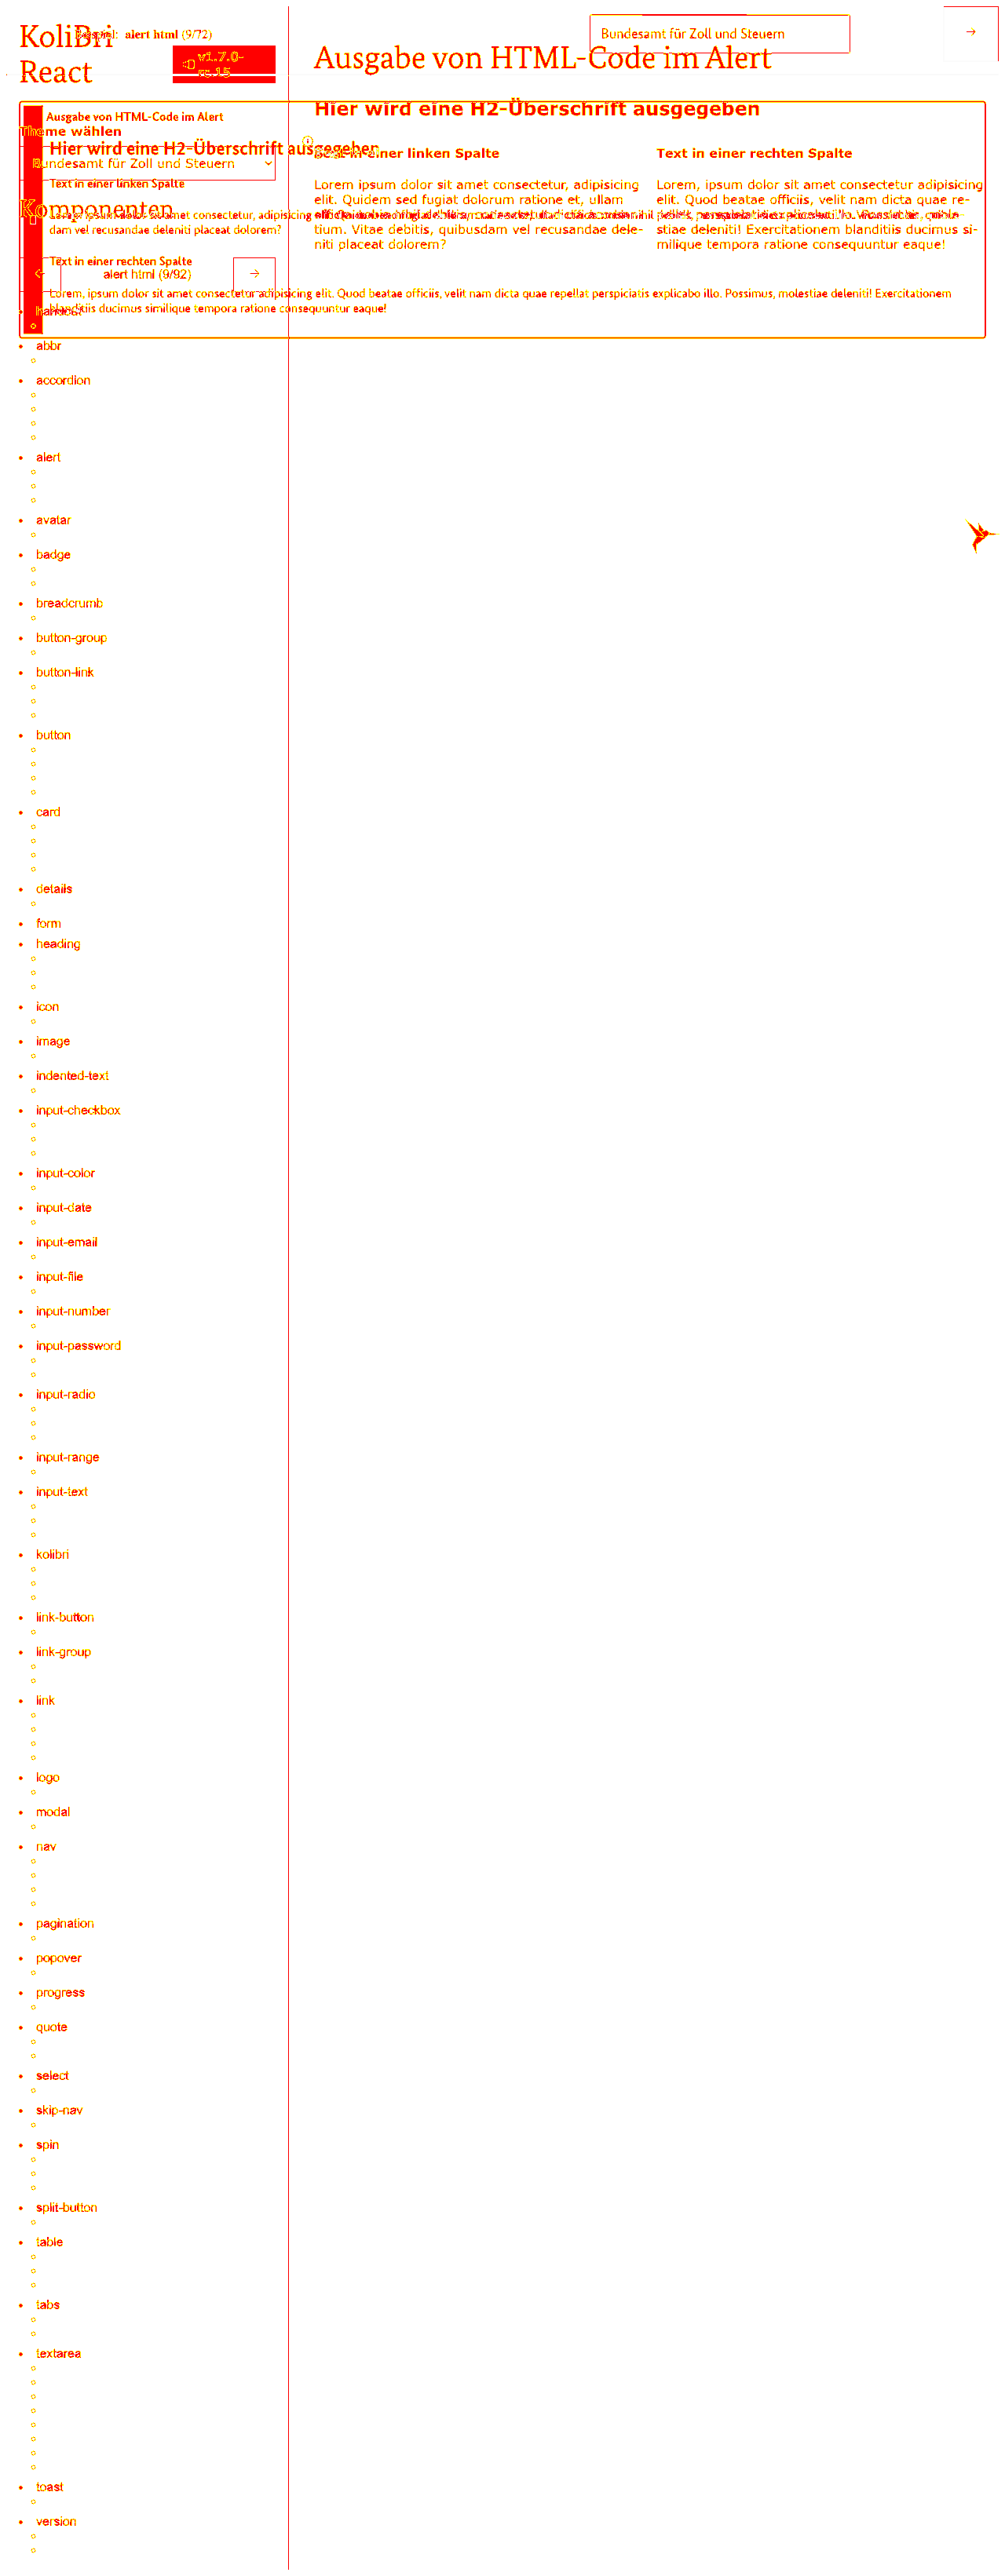 KoliBri
React
Beispiel: alert html (9/72)
v1.7.0-
rc.15
Bundesamt für Zoll und Steuern
→
Ausgabe von HTML-Code im Alert
Ausgabe von HTML-Code im Alert
Theme wählen
Hier wird eine H2-Überschrift ausgegeben
Bundesamt für Zoll und Steuern
Text in einer linken Spalte
Komponenten
dam vel recusandae deleniti placeat dolorem?
Text in einer rechten Spalte
← alert html (9/92) →
Lorem, ipsum dolor sit amet consectetur adipisicing elit. Quod beatae officiis, velit nam dicta quae repellat perspiciatis explicabo illo. Possimus, molestiae deleniti! Exercitationem
blanditiis ducimus similique tempora ratione consequuntur eaque!
Hier wird eine H2-Überschrift ausgegeben
Text in einer linken Spalte
Lorem ipsum dolor sit amet consectetur, adipisicing
elit. Quidem sed fugiat dolorum ratione et, ullam
tium. Vitae debitis, quibusdam vel recusandae dele-
niti placeat dolorem?
Text in einer rechten Spalte
Lorem, ipsum dolor sit amet consectetur adipisicing
elit. Quod beatae officiis, velit nam dicta quae re-
stiae deleniti! Exercitationem blanditiis ducimus si-
milique tempora ratione consequuntur eaque!
abbr
accordion
alert
avatar
badge
breadcrumb
button-group
button-link
button
card
details
form
heading
icon
image
indented-text
input-checkbox
input-color
input-date
input-email
input-file
input-number
input-password
input-radio
input-range
input-text
kolibri
link-button
link-group
link
logo
modal
nav
pagination
popover
progress
quote
select
skip-nav
spin
split-button
table
tabs
textarea
toast
version